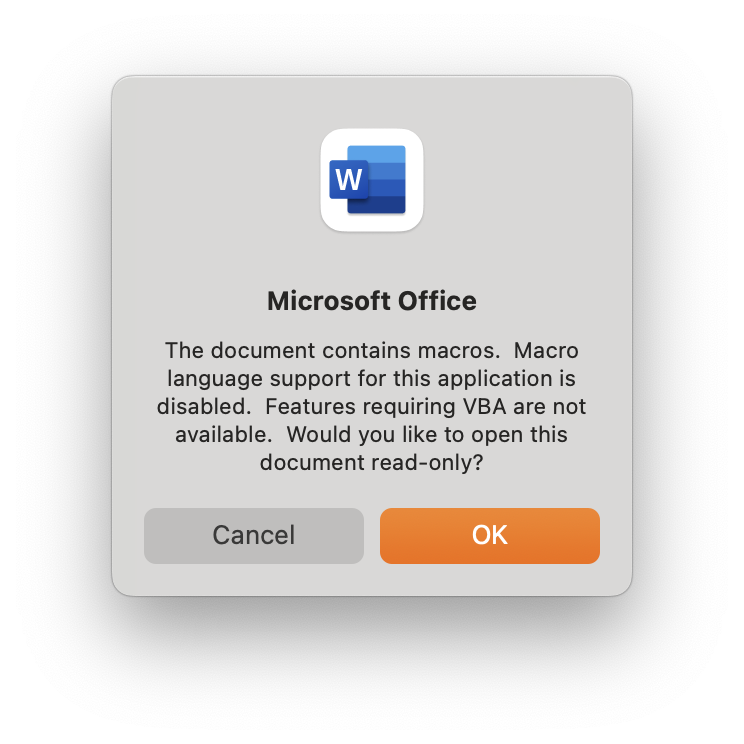 W
Microsoft Office
The document contains macros.  Macro
language support for this application is
disabled.  Features requiring VBA are not
available.  Would you like to open this
document read-only?
Cancel
OK